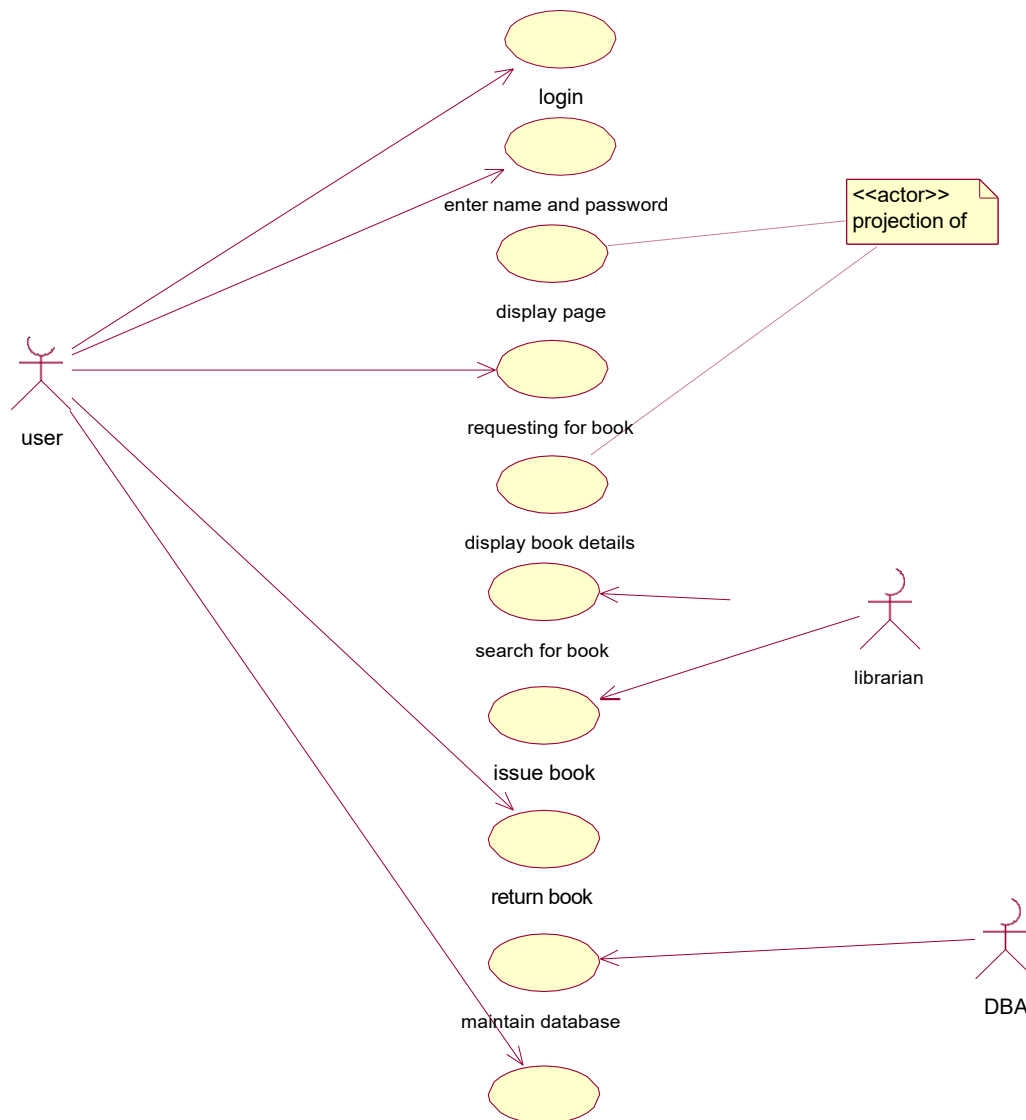 login
enter name and password
<<actor>>
projection of
display page
user
requesting for book
display book details
search for book
librarian
issue book
return book
DBA
maintain database